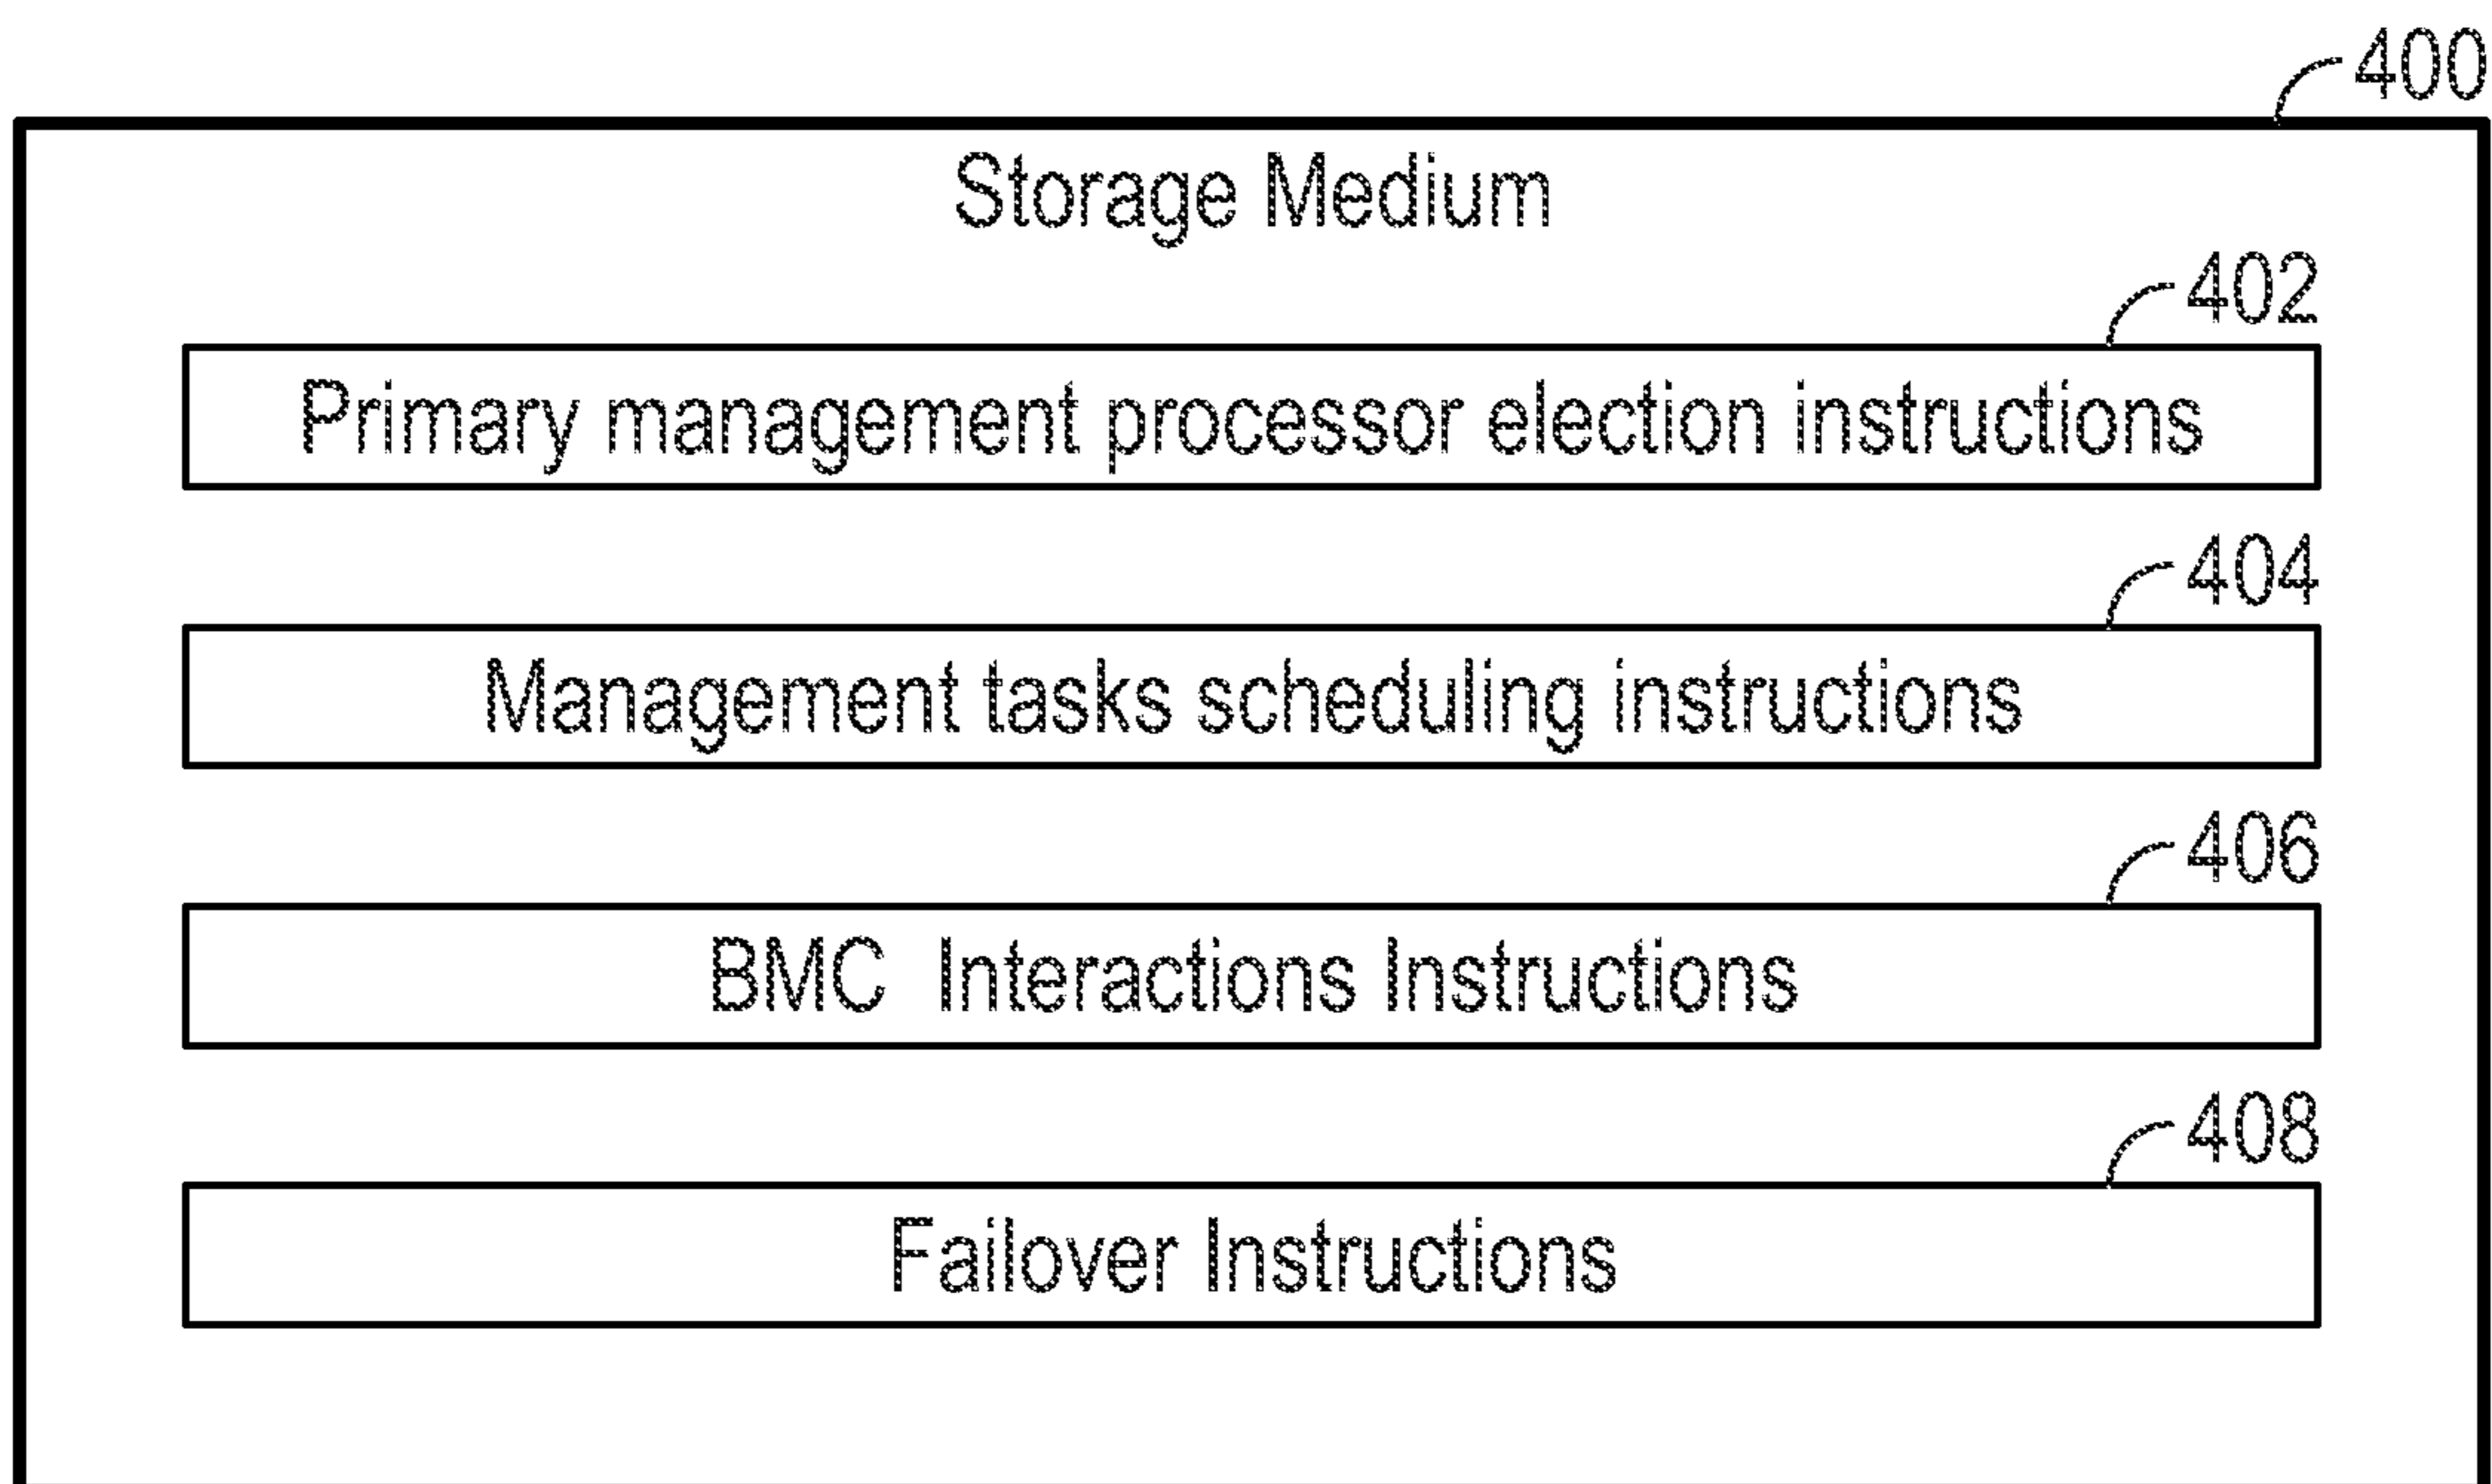 400
Storage Medium
402
Primary management processor election instructions
404
Management tasks scheduling instructions
406
BMC Interactions Instructions
408
Failover Instructions